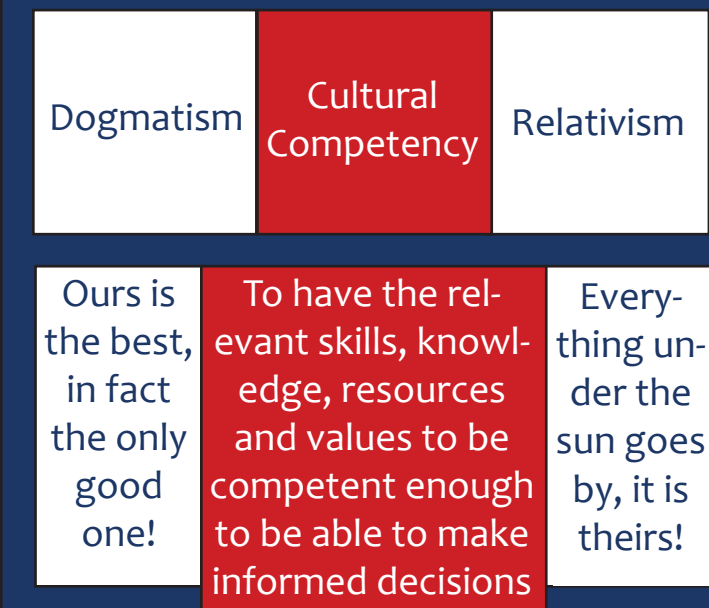 Dogmatism
Cultural
Competency
Relativism
Ours is
the best,
in fact
the only
good
one!
To have the rel-
evant skills, knowl-
edge, resources
and values to be
competent enough
to be able to make
informed decisions
Every-
thing un-
der the
sun goes
by, it is
theirs!